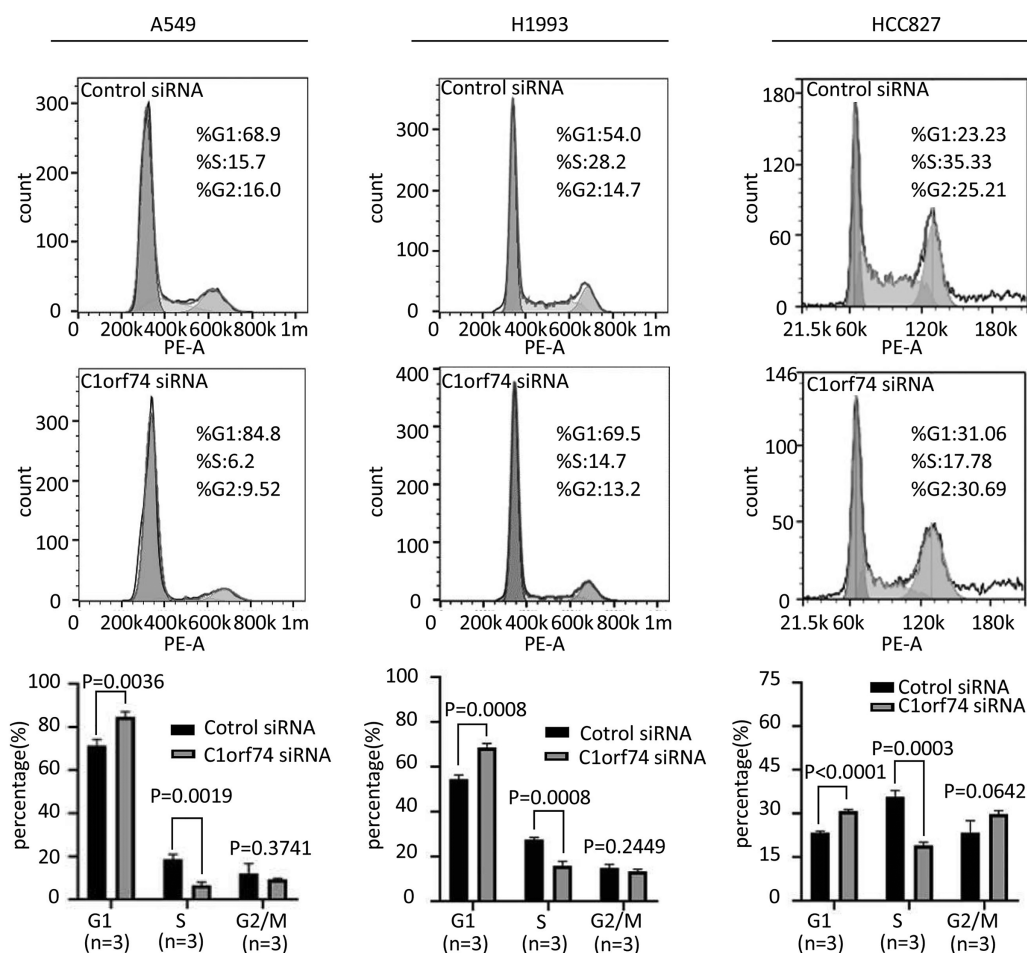 A549
Control siRNA
%G1:68.9
%S:15.7
%G2:16.0
count
300
200
100
0
0 200k 400k 600k 800k 1m
PE-A
C1orf74 siRNA
%G1:84.8
%S:6.2
%G2:9.52
count
300
200
100
0
0 200k 400k 600k 800k 1m
PE-A
percentage(%)
100
80
60
40
20
0
P=0.0036
Cotrol siRNA
C1orf74 siRNA
P=0.0019
P=0.3741
G1 S G2/M
(n=3) (n=3) (n=3)
H1993
Control siRNA
%G1:54.0
%S:28.2
%G2:14.7
count
300
200
100
0
0 200k 400k 600k 800k 1m
PE-A
C1orf74 siRNA
%G1:69.5
%S:14.7
%G2:13.2
count
400
300
200
100
0
0 200k 400k 600k 800k 1m
PE-A
percentage(%)
100
80
60
40
20
0
P=0.0008
Cotrol siRNA
C1orf74 siRNA
P=0.0008
P=0.2449
G1 S G2/M
(n=3) (n=3) (n=3)
HCC827
Control siRNA
%G1:23.23
%S:35.33
%G2:25.21
count
180
120
60
0
21.5k 60k 120k 180k
PE-A
C1orf74 siRNA
%G1:31.06
%S:17.78
%G2:30.69
count
146
100
50
0
21.5k 60k 120k 180k
PE-A
percentage(%)
75
60
45
30
15
0
Cotrol siRNA
C1orf74 siRNA
P=0.0003
P<0.0001
P=0.0642
G1 S G2/M
(n=3) (n=3) (n=3)